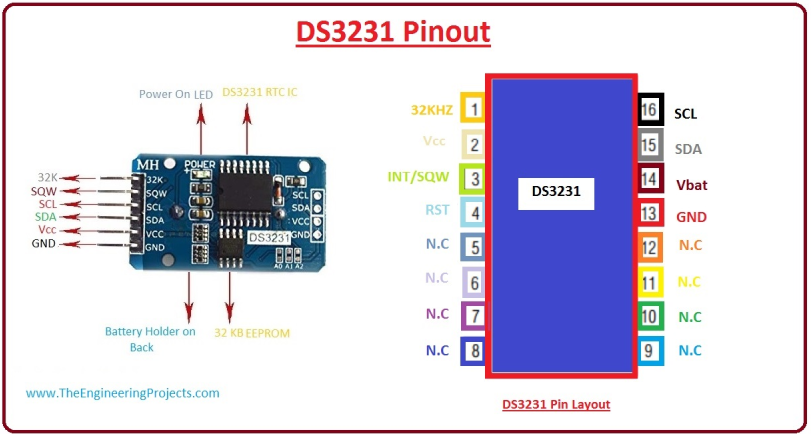 DS3231 Pinout
Power On LED
DS3231 RTC IC
32K
SQW
SCL
SDA
Vcc
GND
MH
POWER
+
32K
SQW
SCL
SDA
VCC
GND
SCL
SDA
VCC
GND
DS3231
A0 A1 A2
Battery Holder on
Back
32 KB EEPROM
www.TheEngineeringProjects.com
32KHZ 1
Vcc 2
INT/SQW 3
RST 4
N.C 5
N.C 6
N.C 7
N.C 8
DS3231
16 SCL
15 SDA
14 Vbat
13 GND
12 N.C
11 N.C
10 N.C
9 N.C
DS3231 Pin Layout